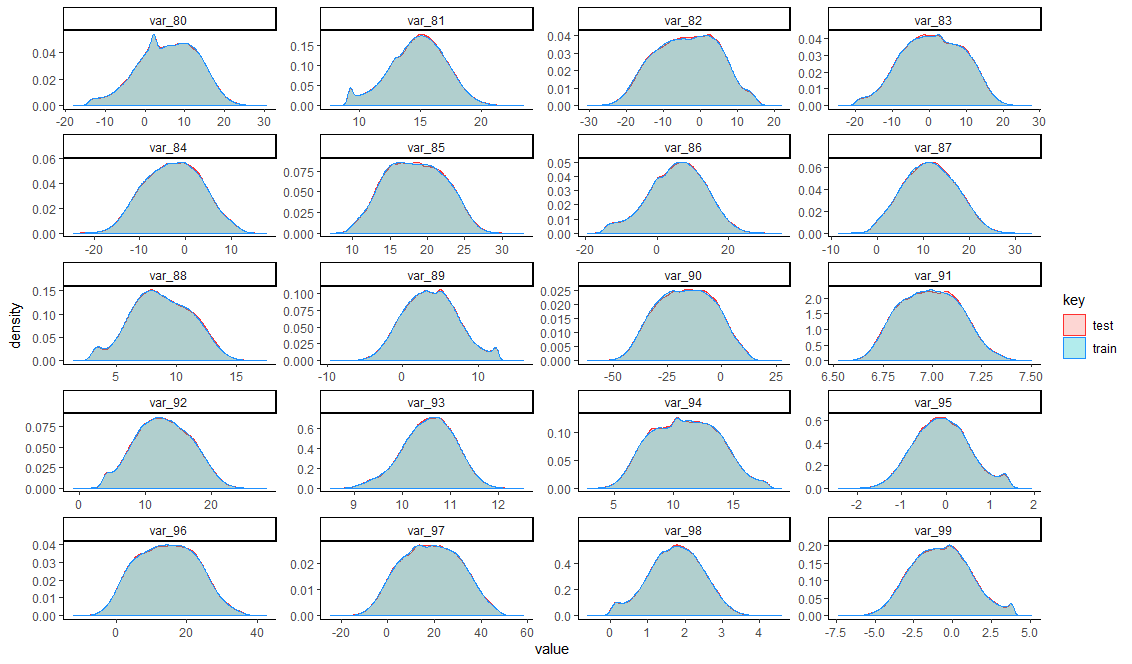 var_80 var_81 var_82 var_83
0.04 0.02 0.00 0.15 0.10 0.05 0.00 0.04 0.03 0.02 0.01 0.00 0.04 0.03 0.02 0.01 0.00
-20 -10 0 10 20 30 10 15 20 -30 -20 -10 0 10 20 -20 -10 0 10 20 30
var_84 var_85 var_86 var_87
0.06 0.04 0.02 0.00 0.075 0.050 0.025 0.000 0.05 0.04 0.03 0.02 0.01 0.00 0.06 0.04 0.02 0.00
-20 -10 0 10 10 15 20 25 30 -20 0 20 -10 0 10 20 30
var_88 var_89 var_90 var_91
0.15 0.10 0.05 0.00 0.100 0.075 0.050 0.025 0.000 0.025 0.020 0.015 0.010 0.005 0.000 2.0 1.5 1.0 0.5 0.0
5 10 15 -10 0 10 -50 -25 0 25 6.50 6.75 7.00 7.25 7.50
var_92 var_93 var_94 var_95
0.075 0.050 0.025 0.000 0.6 0.4 0.2 0.0 0.10 0.05 0.00 0.6 0.4 0.2 0.0
0 10 20 9 10 11 12 5 10 15 -2 -1 0 1 2
var_96 var_97 var_98 var_99
0.04 0.03 0.02 0.01 0.00 0.02 0.01 0.00 0.4 0.2 0.0 0.20 0.15 0.10 0.05 0.00
0 20 40 -20 0 20 40 60 0 1 2 3 4 -7.5 -5.0 -2.5 0.0 2.5 5.0
density
value
key
test
train